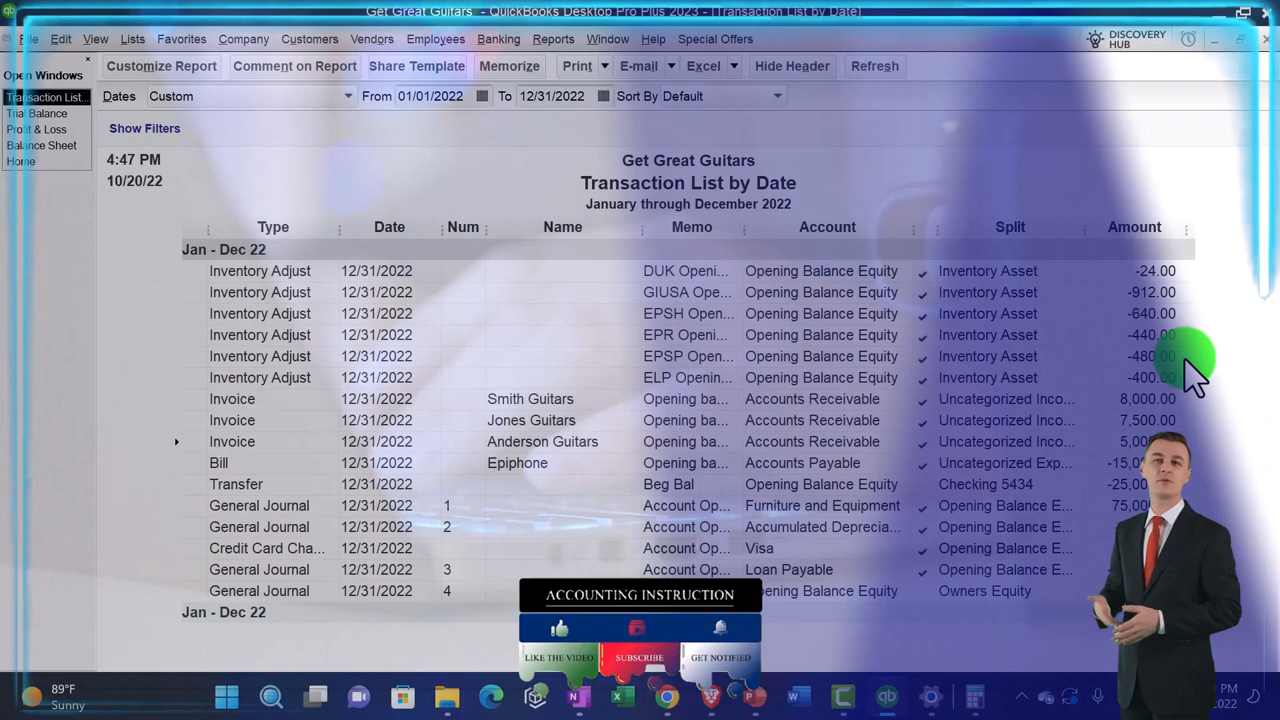 Get Great Guitars - QuickBooks Desktop Pro Plus 2023 - [Transaction List by Date]
File Edit View Lists Favorites Company Customers Vendors Employees Banking Reports Window Help Special Offers
DISCOVERY HUB
Open Windows
Transaction List...
Trial Balance
Profit & Loss
Balance Sheet
Home
Customize Report Comment on Report Share Template Memorize Print E-mail Excel Hide Header Refresh
Dates Custom From 01/01/2022 To 12/31/2022 Sort By Default
Show Filters
4:47 PM
10/20/22
Get Great Guitars
Transaction List by Date
January through December 2022
Type Date Num Name Memo Account Split Amount
Jan - Dec 22
Inventory Adjust 12/31/2022 DUK Openi... Opening Balance Equity Inventory Asset -24.00
Inventory Adjust 12/31/2022 GIUSA Ope... Opening Balance Equity Inventory Asset -912.00
Inventory Adjust 12/31/2022 EPSH Openi... Opening Balance Equity Inventory Asset -640.00
Inventory Adjust 12/31/2022 EPR Openi... Opening Balance Equity Inventory Asset -440.00
Inventory Adjust 12/31/2022 EPSP Open... Opening Balance Equity Inventory Asset -480.00
Inventory Adjust 12/31/2022 ELP Openin... Opening Balance Equity Inventory Asset -400.00
Invoice 12/31/2022 Smith Guitars Opening ba... Accounts Receivable Uncategorized Inco... 8,000.00
Invoice 12/31/2022 Jones Guitars Opening ba... Accounts Receivable Uncategorized Inco... 7,500.00
Invoice 12/31/2022 Anderson Guitars Opening ba... Accounts Receivable Uncategorized Inco...
Bill 12/31/2022 Epiphone Opening ba... Accounts Payable Uncategorized Exp...
Transfer 12/31/2022 Beg Bal Opening Balance Equity Checking 5434
General Journal 12/31/2022 1 Account Op... Furniture and Equipment Opening Balance E...
General Journal 12/31/2022 2 Account Op... Accumulated Deprecia... Opening Balance E...
Credit Card Cha... 12/31/2022 Account Op... Visa Opening Balance E...
General Journal 12/31/2022 3 Account Op... Loan Payable Opening Balance E...
General Journal 12/31/2022 4 Balance Equity Owners Equity
Jan - Dec 22
ACCOUNTING INSTRUCTION
LIKE THE VIDEO SUBSCRIBE GET NOTIFIED
89°F
Sunny